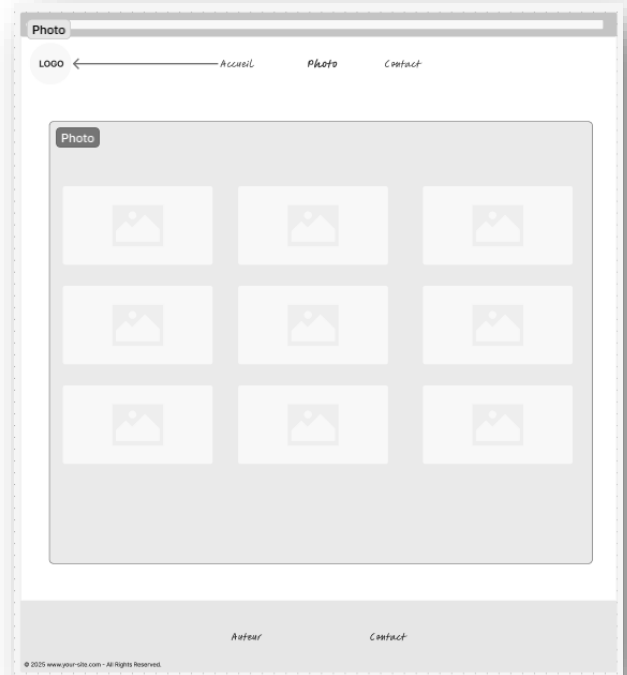 Photo
LOGO Accueil Photo Contact
Photo
Auteur Contact
© 2025 www.your-site.com - All Rights Reserved.